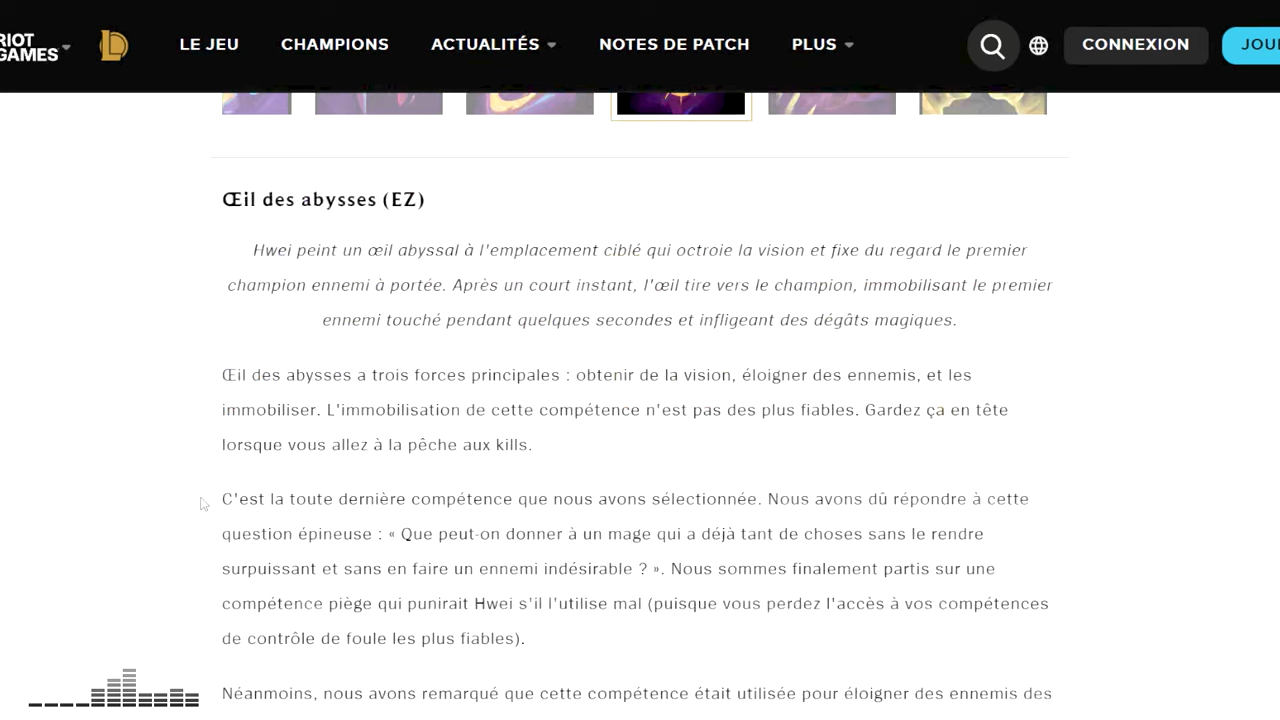 RIOT GAMES LE JEU CHAMPIONS ACTUALITÉS NOTES DE PATCH PLUS CONNEXION JOU
Œil des abysses (EZ)
Hwei peint un œil abyssal à l'emplacement ciblé qui octroie la vision et fixe du regard le premier
champion ennemi à portée. Après un court instant, l'œil tire vers le champion, immobilisant le premier
ennemi touché pendant quelques secondes et infligeant des dégâts magiques.
Œil des abysses a trois forces principales : obtenir de la vision, éloigner des ennemis, et les
immobiliser. L'immobilisation de cette compétence n'est pas des plus fiables. Gardez ça en tête
lorsque vous allez à la pêche aux kills.
C'est la toute dernière compétence que nous avons sélectionnée. Nous avons dû répondre à cette
question épineuse : « Que peut-on donner à un mage qui a déjà tant de choses sans le rendre
surpuissant et sans en faire un ennemi indésirable ? ». Nous sommes finalement partis sur une
compétence piège qui punirait Hwei s'il l'utilise mal (puisque vous perdez l'accès à vos compétences
de contrôle de foule les plus fiables).
Néanmoins, nous avons remarqué que cette compétence était utilisée pour éloigner des ennemis des